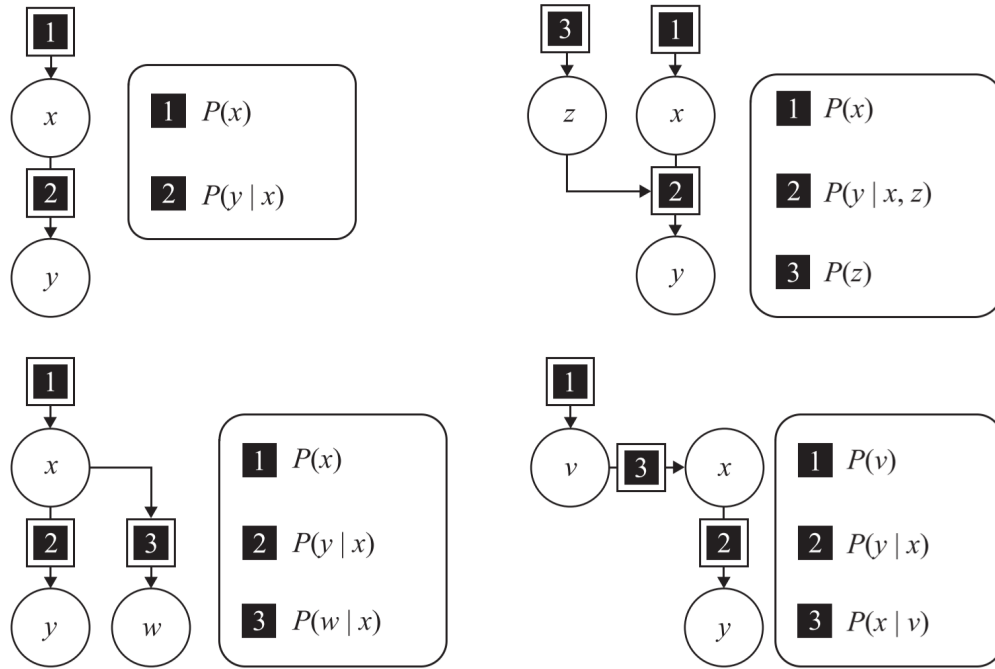 1
x
2
y
1 P(x)
2 P(y | x)
3
1
z
x
2
y
1 P(x)
2 P(y | x, z)
3 P(z)
1
x
2
3
y
w
1 P(x)
2 P(y | x)
3 P(w | x)
1
v
3
x
2
y
1 P(v)
2 P(y | x)
3 P(x | v)